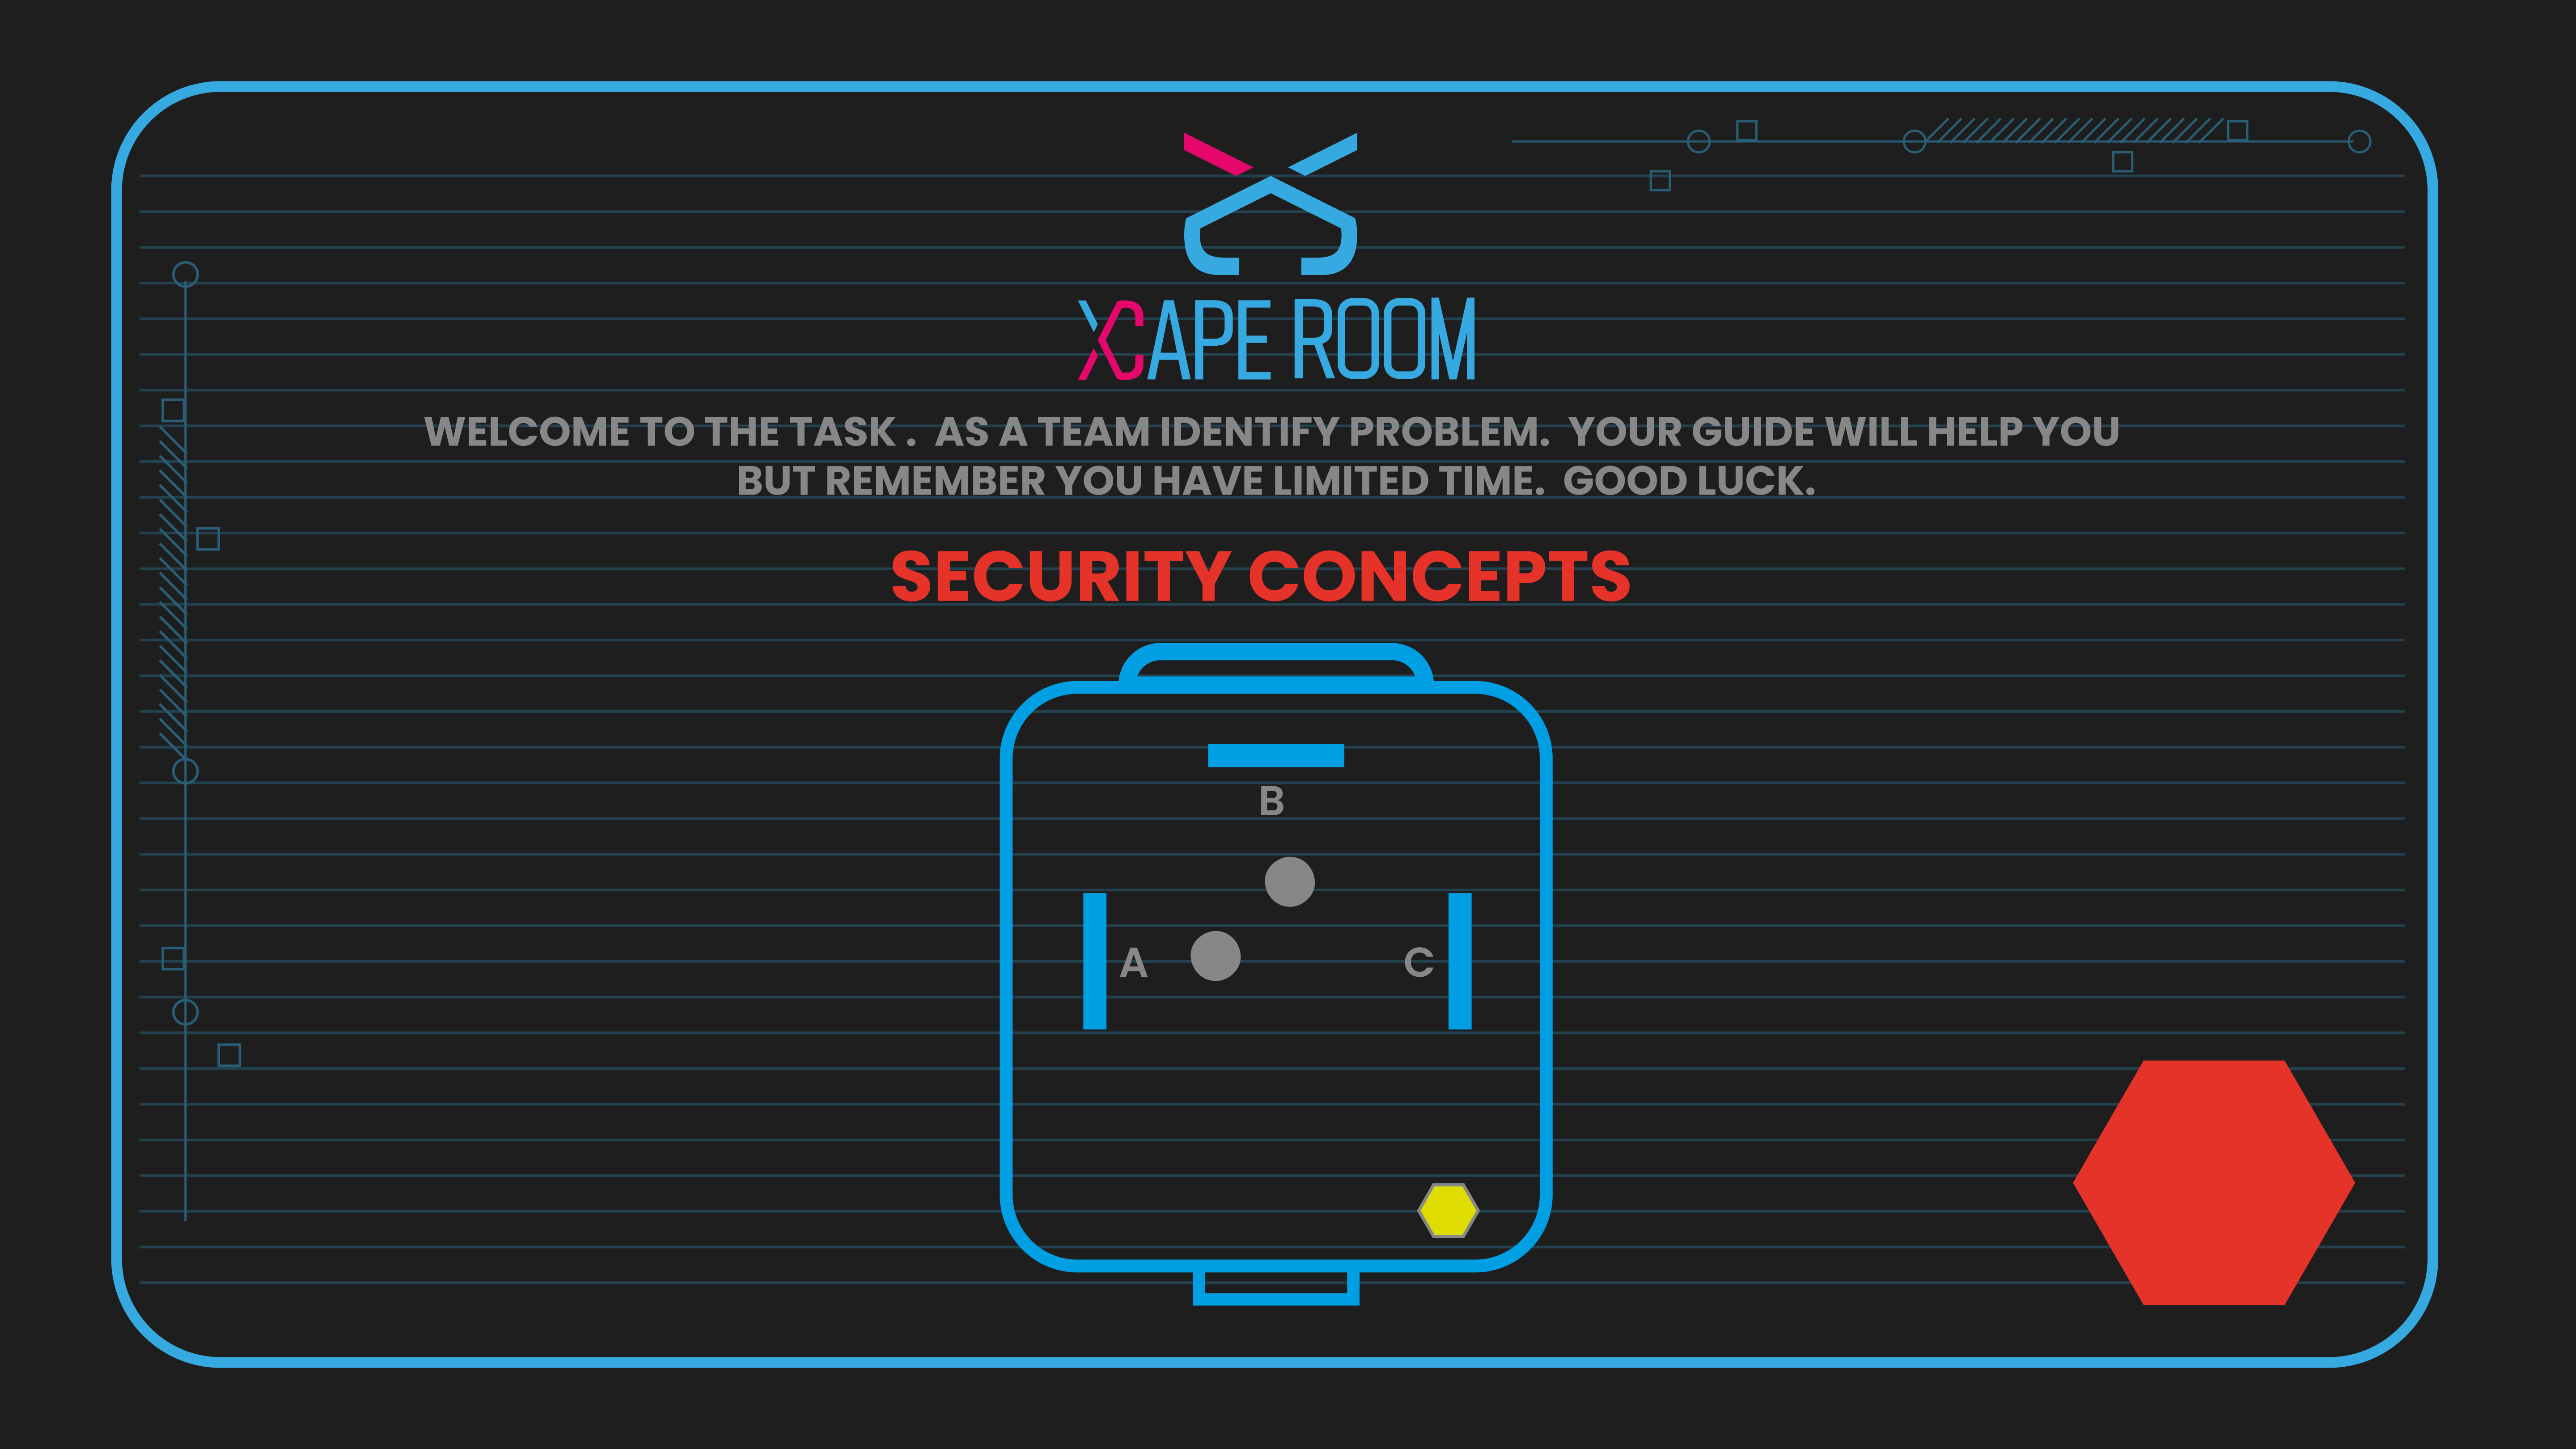 XCAPE ROOM
WELCOME TO THE TASK . AS A TEAM IDENTIFY PROBLEM. YOUR GUIDE WILL HELP YOU
BUT REMEMBER YOU HAVE LIMITED TIME. GOOD LUCK.
SECURITY CONCEPTS
B
A C